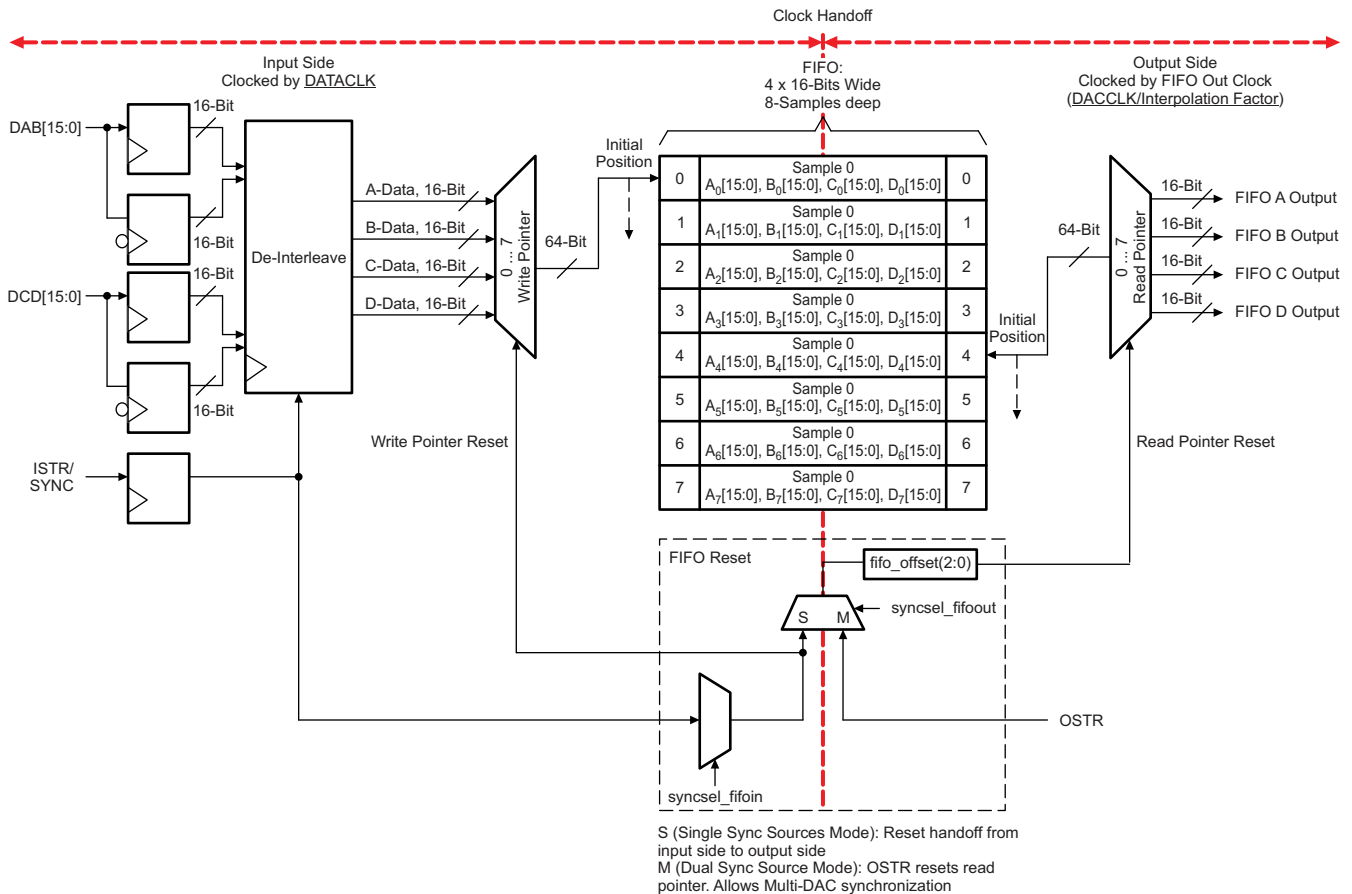 Clock Handoff
Input Side
Clocked by DATACLK
FIFO:
4 x 16-Bits Wide
8-Samples deep
Output Side
Clocked by FIFO Out Clock
(DACCLK/Interpolation Factor)
DAB[15:0]
16-Bit
16-Bit
DCD[15:0]
16-Bit
16-Bit
De-Interleave
A-Data, 16-Bit
B-Data, 16-Bit
C-Data, 16-Bit
D-Data, 16-Bit
Write Pointer
0 ... 7
64-Bit
Initial
Position
0
Sample 0
A0[15:0], B0[15:0], C0[15:0], D0[15:0]
0
1
Sample 0
A1[15:0], B1[15:0], C1[15:0], D1[15:0]
1
2
Sample 0
A2[15:0], B2[15:0], C2[15:0], D2[15:0]
2
3
Sample 0
A3[15:0], B3[15:0], C3[15:0], D3[15:0]
3
4
Sample 0
A4[15:0], B4[15:0], C4[15:0], D4[15:0]
4
5
Sample 0
A5[15:0], B5[15:0], C5[15:0], D5[15:0]
5
6
Sample 0
A6[15:0], B6[15:0], C6[15:0], D6[15:0]
6
7
Sample 0
A7[15:0], B7[15:0], C7[15:0], D7[15:0]
7
Initial
Position
64-Bit
0 ... 7
Read Pointer
16-Bit
FIFO A Output
16-Bit
FIFO B Output
16-Bit
FIFO C Output
16-Bit
FIFO D Output
ISTR/
SYNC
Write Pointer Reset
Read Pointer Reset
FIFO Reset
fifo_offset(2:0)
S
M
syncsel_fifoout
OSTR
syncsel_fifoin
S (Single Sync Sources Mode): Reset handoff from
input side to output side
M (Dual Sync Source Mode): OSTR resets read
pointer. Allows Multi-DAC synchronization